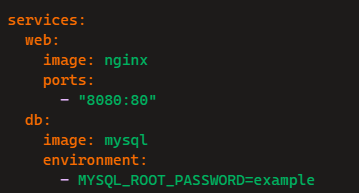 services:
  web:
    image: nginx
    ports:
      - "8080:80"
  db:
    image: mysql
    environment:
      - MYSQL_ROOT_PASSWORD=example